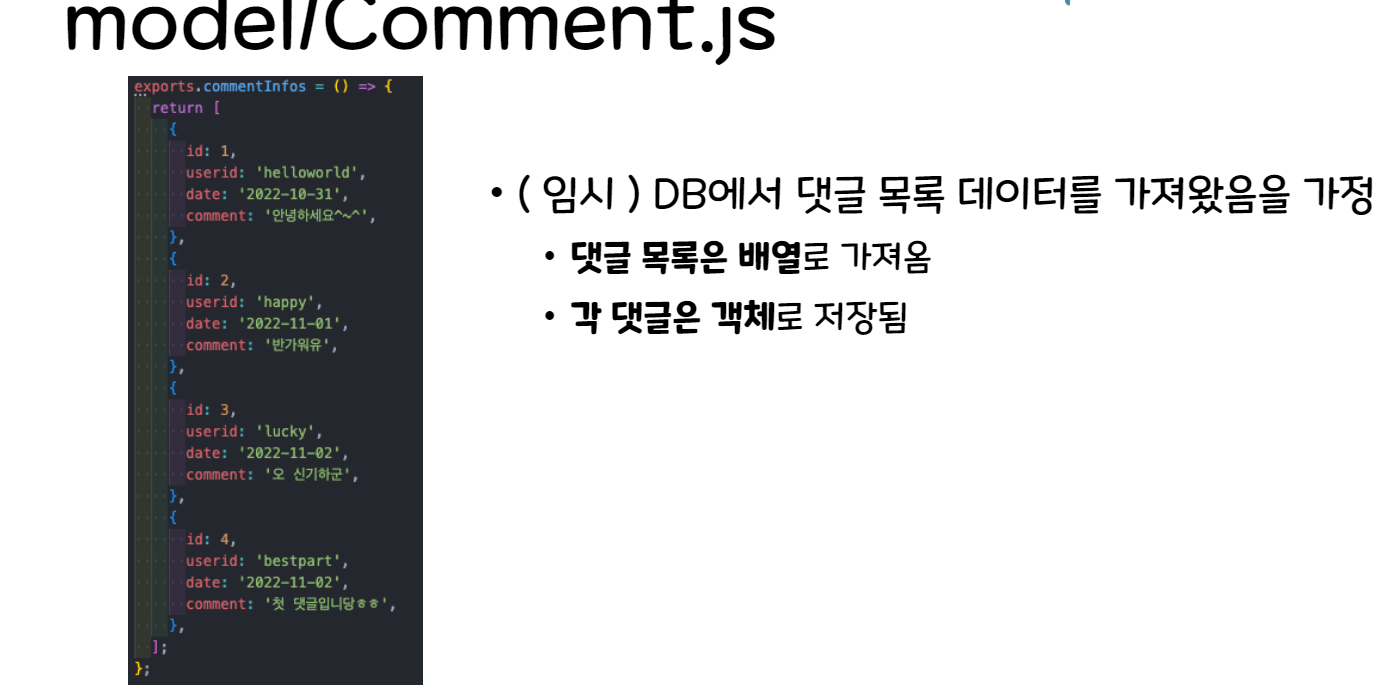 model/Comment.js
exports.commentInfos = () => {
return [
{
id: 1,
userid: 'helloworld',
date: '2022-10-31',
comment: '안녕하세요^~^',
},
{
id: 2,
userid: 'happy',
date: '2022-11-01',
comment: '반가워유',
},
{
id: 3,
userid: 'lucky',
date: '2022-11-02',
comment: '오 신기하군',
},
{
id: 4,
userid: 'bestpart',
date: '2022-11-02',
comment: '첫 댓글입니당ㅎㅎ',
},
];
};
• ( 임시 ) DB에서 댓글 목록 데이터를 가져왔음을 가정
• 댓글 목록은 배열로 가져옴
• 각 댓글은 객체로 저장됨